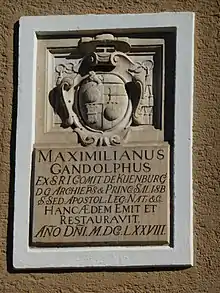 MAXIMILIANUS
GANDOLPHUS
EX S R I COMIT DE KUENBURG
D G ARCHIEPS & PRINC SALISB
S SED APOSTOL LEG NAT &c
HANC ÆDEM EMIT ET
RESTAURAVIT
AÑO DNI M.DC.LXXVIII.